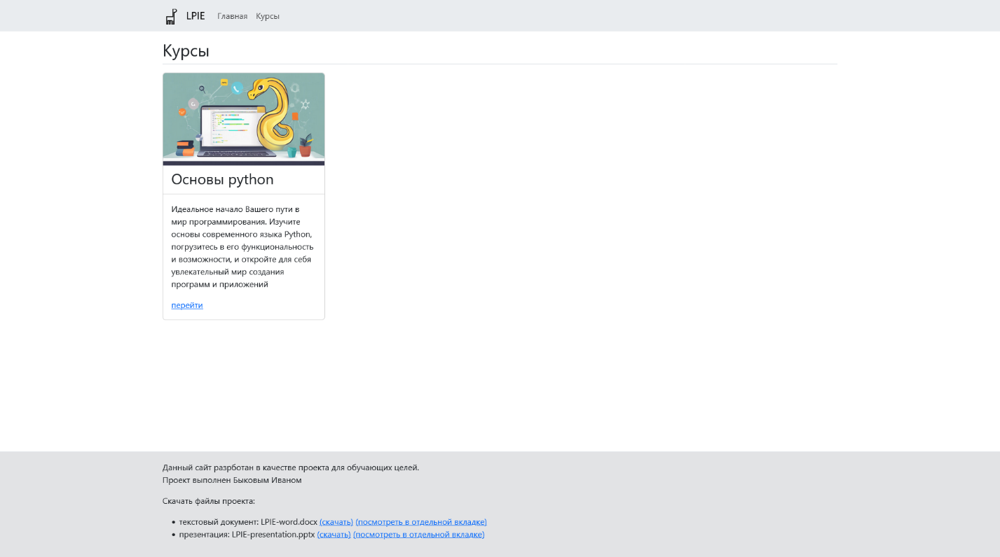 LPIE Главная Курсы
Курсы
Основы python
Идеальное начало Вашего пути в
мир программирования. Изучите
основы современного языка Python,
погрузитесь в его функциональность
и возможности, и откройте для себя
увлекательный мир создания
программ и приложений
перейти
Данный сайт разрботан в качестве проекта для обучающих целей.
Проект выполнен Быковым Иваном
Скачать файлы проекта:
• текстовый документ: LPIE-word.docx (скачать) (посмотреть в отдельной вкладке)
• презентация: LPIE-presentation.pptx (скачать) (посмотреть в отдельной вкладке)